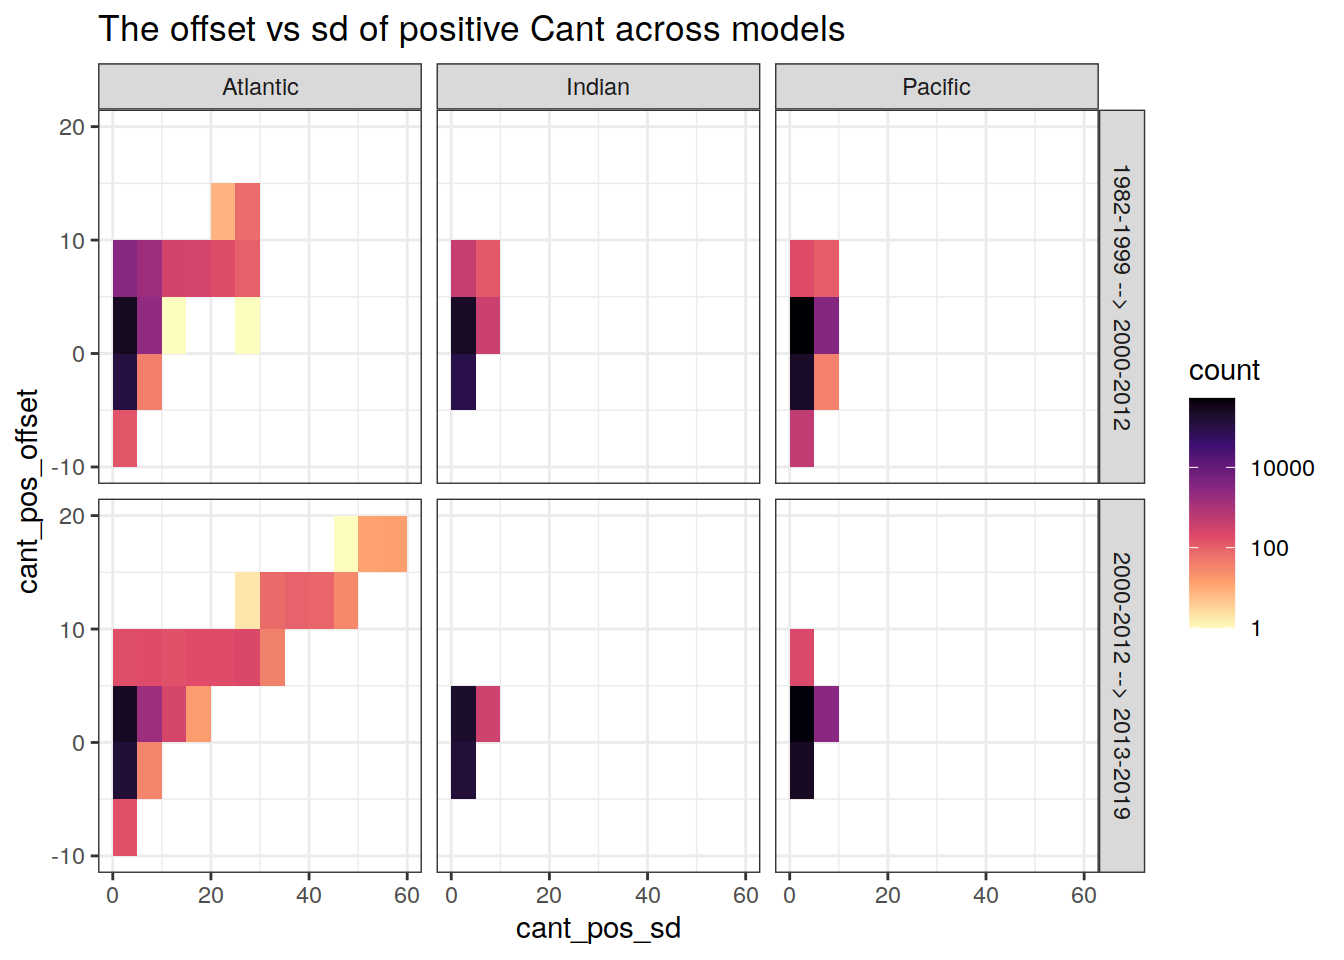 The offset vs sd of positive Cant across models
Atlantic
Indian
Pacific
20
10
0
-10
1982-1999 --> 2000-2012
20
10
0
-10
2000-2012 --> 2013-2019
0 20 40 60
0 20 40 60
0 20 40 60
cant_pos_sd
cant_pos_offset
count
10000
100
1